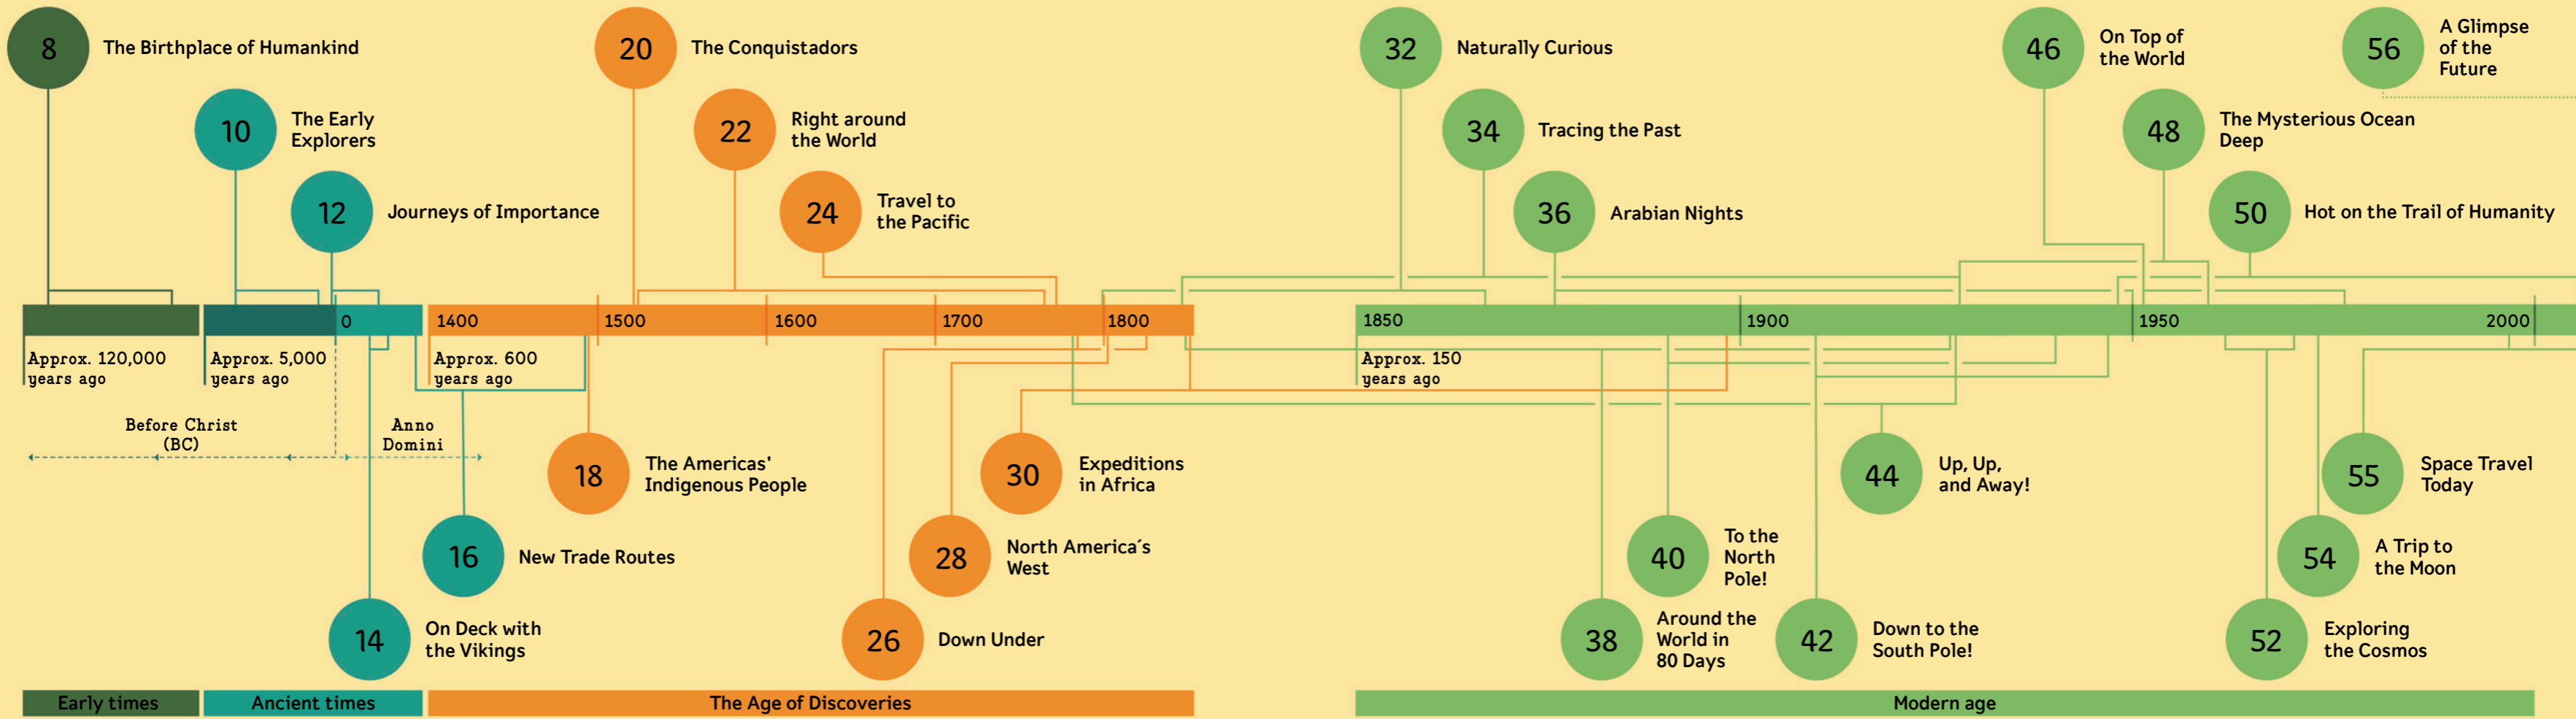 8
The Birthplace of Humankind
10
The Early
Explorers
12
Journeys of Importance
20
The Conquistadors
22
Right around
the World
24
Travel to
the Pacific
32
Naturally Curious
34
Tracing the Past
36
Arabian Nights
46
On Top of
the World
48
The Mysterious Ocean
Deep
50
Hot on the Trail of Humanity
56
A Glimpse
of the
Future
0
1400
1500
1600
1700
1800
1850
1900
1950
2000
Approx. 120,000
years ago
Approx. 5,000
years ago
Approx. 600
years ago
Approx. 150
years ago
Before Christ
(BC)
Anno
Domini
14
On Deck with
the Vikings
16
New Trade Routes
18
The Americas'
Indigenous People
26
Down Under
28
North America´s
West
30
Expeditions
in Africa
38
Around the
World in
80 Days
40
To the
North
Pole!
42
Down to the
South Pole!
44
Up, Up,
and Away!
52
Exploring
the Cosmos
54
A Trip to
the Moon
55
Space Travel
Today
Early times
Ancient times
The Age of Discoveries
Modern age